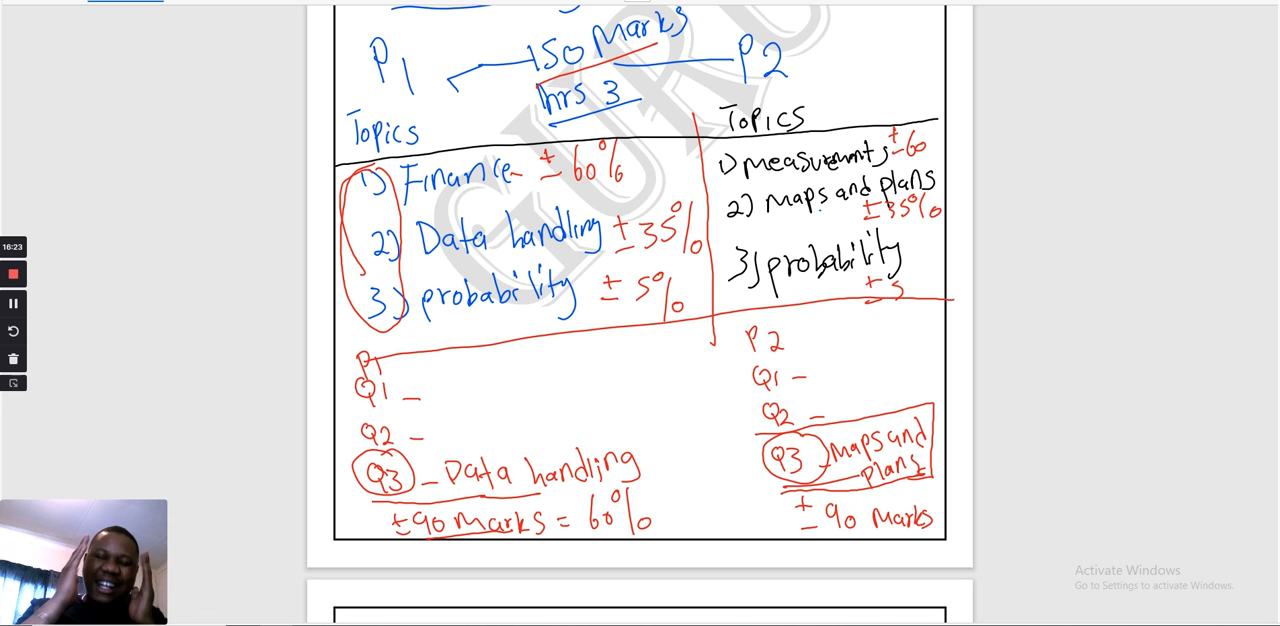 P1 150 Marks P2
hrs 3
Topics
1) Finance - ± 60%
2) Data handling ± 35%
3) probability ± 5%
TOPICS
1) measurements ± 60
2) maps and plans
± 35%
3) probability
± 5
P1
Q1 -
Q2 -
Q3 - Data handling
± 90 Marks = 60%
P2
Q1 -
Q2 -
Q3 - Maps and
plans
± 90 Marks
GURU
16:23
Activate Windows
Go to Settings to activate Windows.